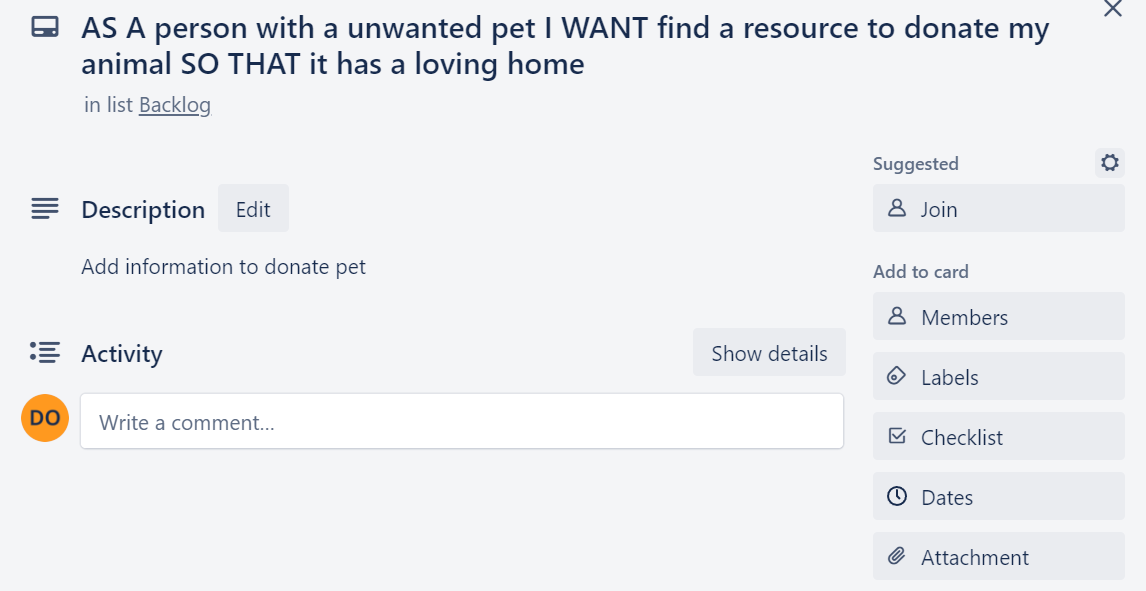 AS A person with a unwanted pet I WANT find a resource to donate my
animal SO THAT it has a loving home
in list Backlog
Suggested
Join
Description Edit
Add information to donate pet
Add to card
Members
Activity Show details
Labels
DO Write a comment...
Checklist
Dates
Attachment